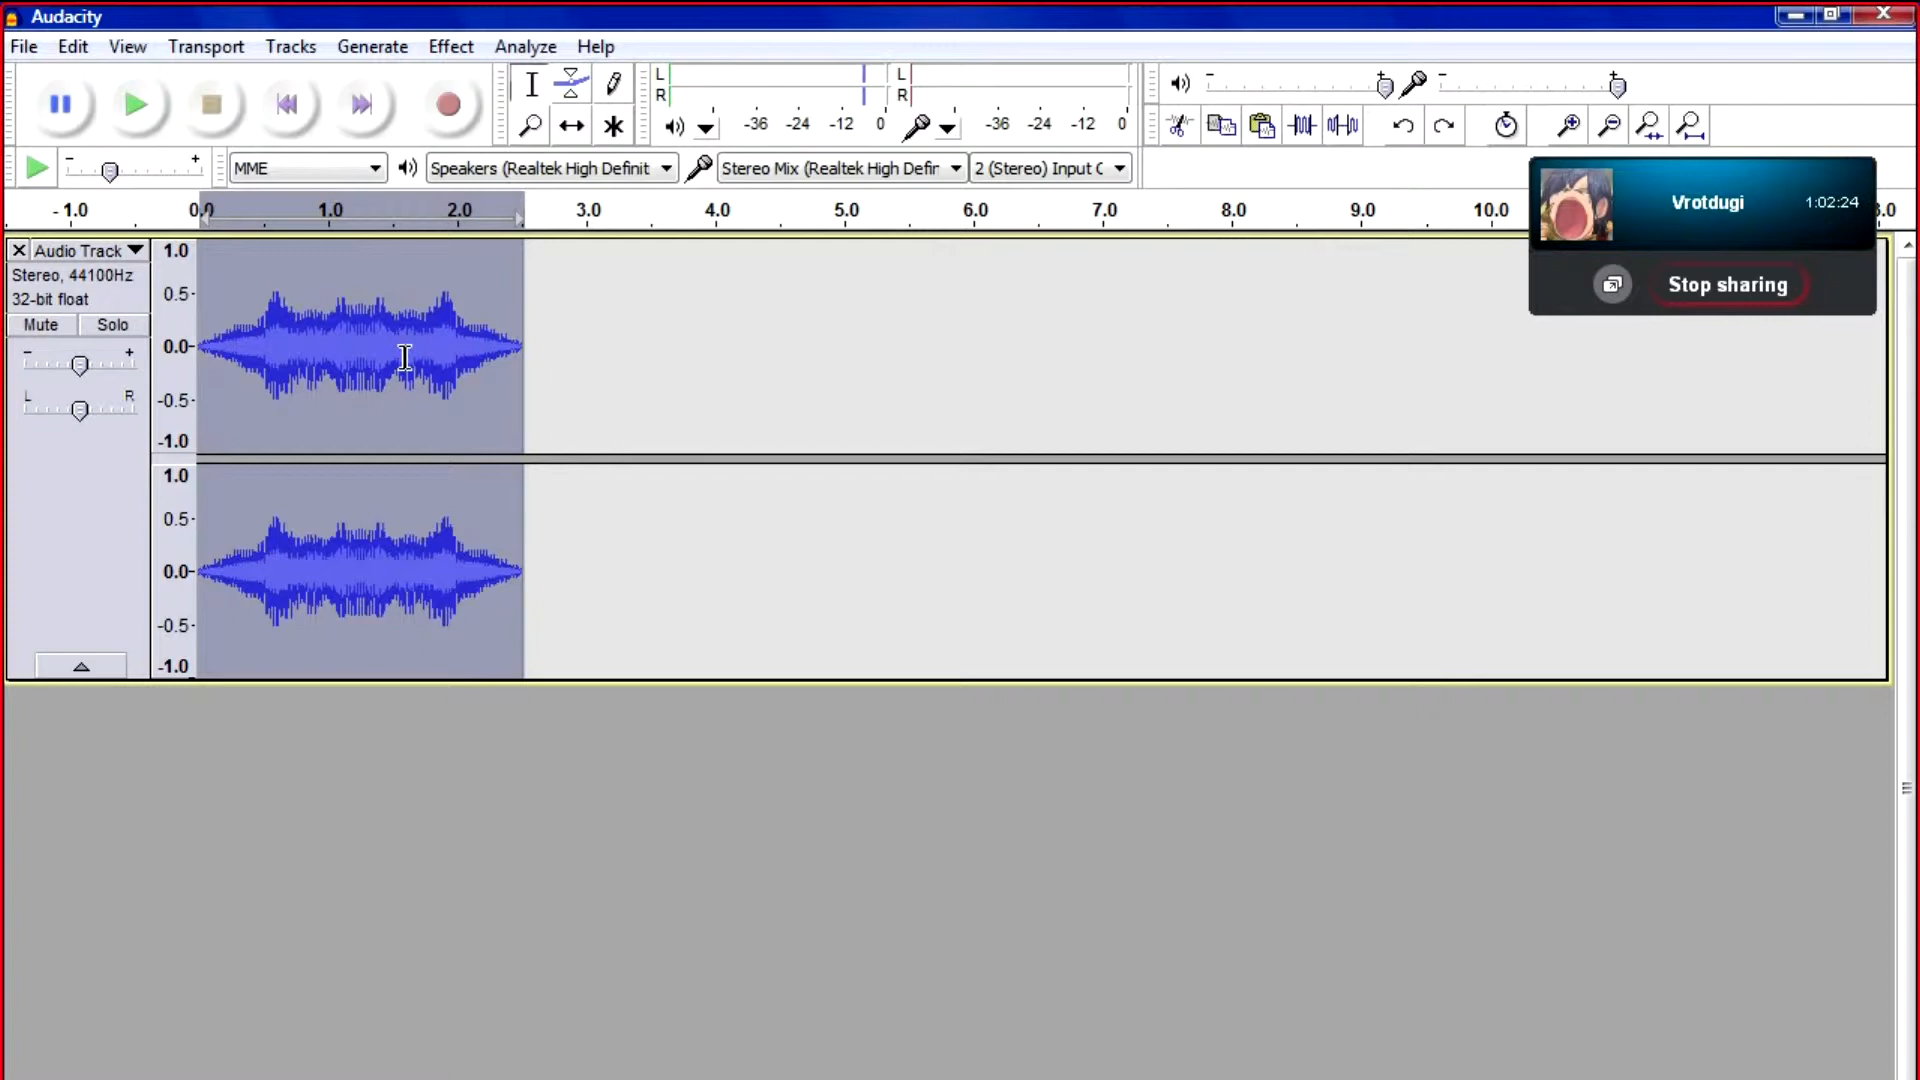 Audacity
File Edit View Transport Tracks Generate Effect Analyze Help
L
R
-36 -24 -12 0
L
R
-36 -24 -12 0
MME
Speakers (Realtek High Definit
Stereo Mix (Realtek High Defir
2 (Stereo) Input C
-1.0 0.0 1.0 2.0 3.0 4.0 5.0 6.0 7.0 8.0 9.0 10.0
Vrotdugi 1:02:24
Stop sharing
Audio Track
Stereo, 44100Hz
32-bit float
Mute Solo
- +
L R
1.0
0.5
0.0
-0.5
-1.0
1.0
0.5
0.0
-0.5
-1.0